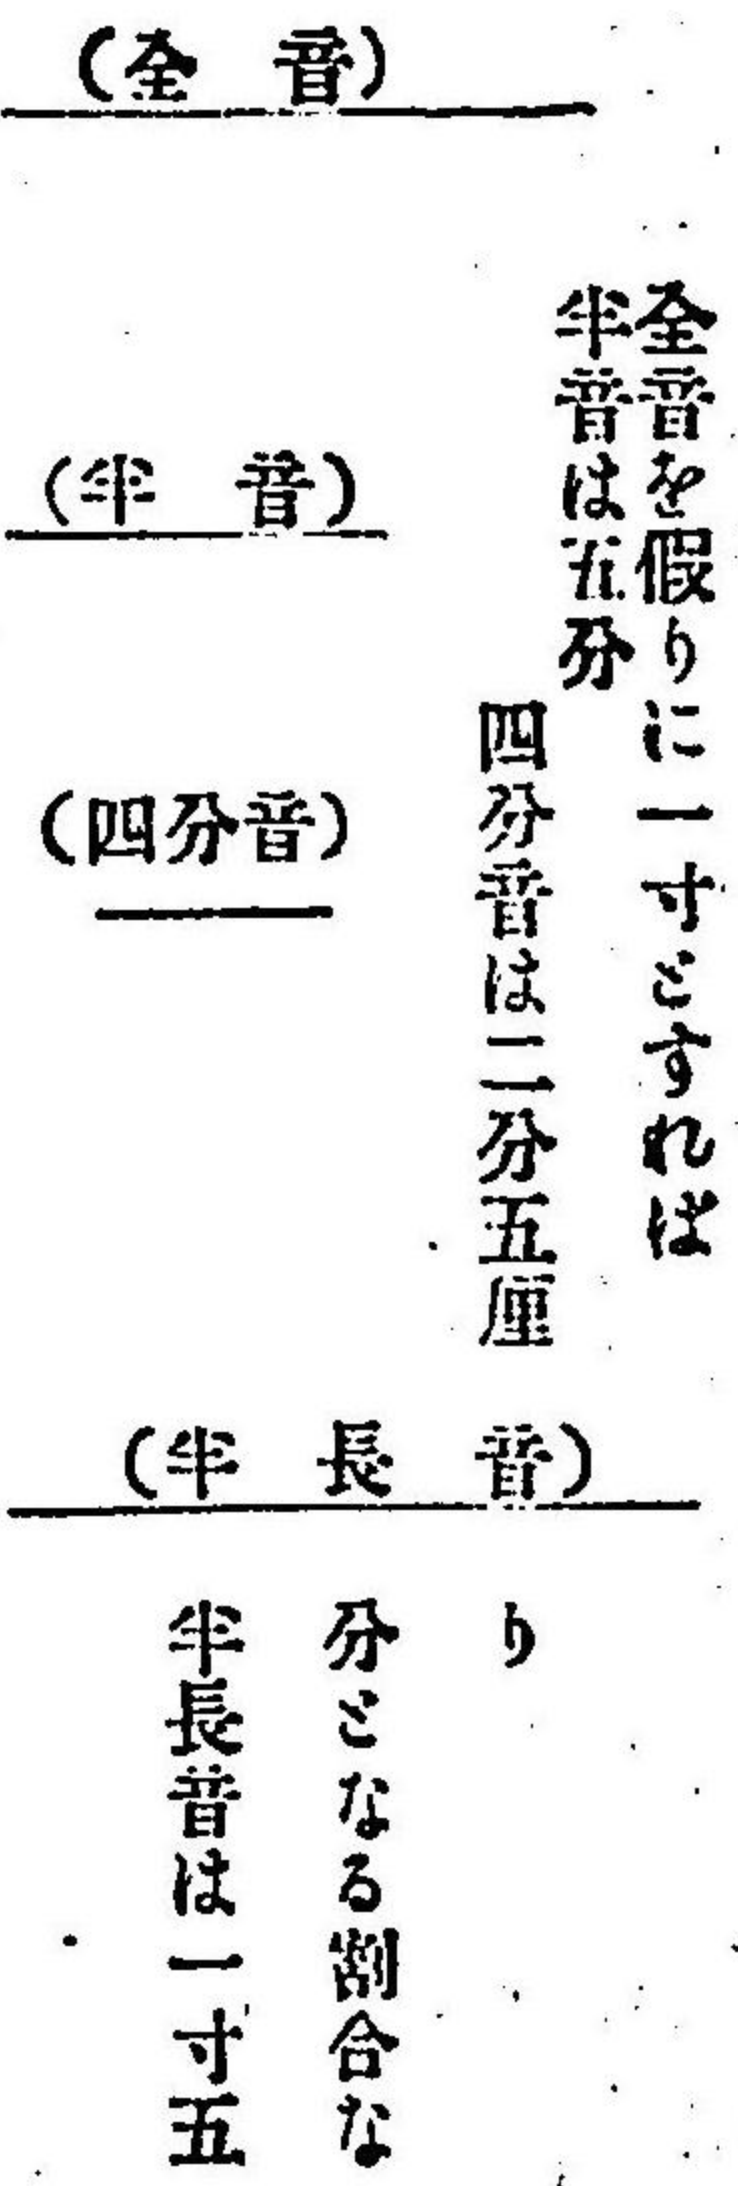 (全音)
全音を假りに一寸とすれば
半音は五分
(半音)
四分音は二分五厘
(四分音)
(半長音)
半長音は一寸五
分となる割合な
り